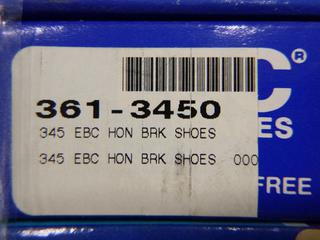 C®
361-3450
345 EBC HON BRK SHOES
ES
345 EBC HON BRK SHOES 000
FREE